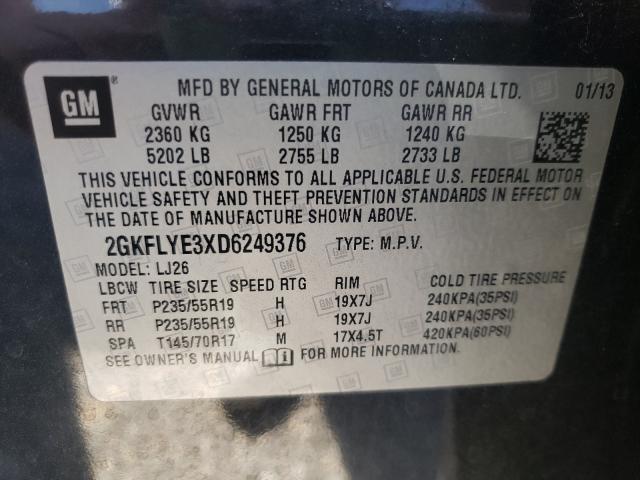 GM ® MFD BY GENERAL MOTORS OF CANADA LTD. 01/13
GVWR GAWR FRT GAWR RR
2360 KG 1250 KG 1240 KG
5202 LB 2755 LB 2733 LB
THIS VEHICLE CONFORMS TO ALL APPLICABLE U.S. FEDERAL MOTOR
VEHICLE SAFETY AND THEFT PREVENTION STANDARDS IN EFFECT ON
THE DATE OF MANUFACTURE SHOWN ABOVE.
2GKFLYE3XD6249376 TYPE: M.P.V.
MODEL: LJ26
LBCW TIRE SIZE SPEED RTG RIM COLD TIRE PRESSURE
FRT P235/55R19 H 19X7J 240KPA(35PSI)
RR P235/55R19 H 19X7J 240KPA(35PSI)
SPA T145/70R17 M 17X4.5T 420KPA(60PSI)
SEE OWNER'S MANUAL FOR MORE INFORMATION.